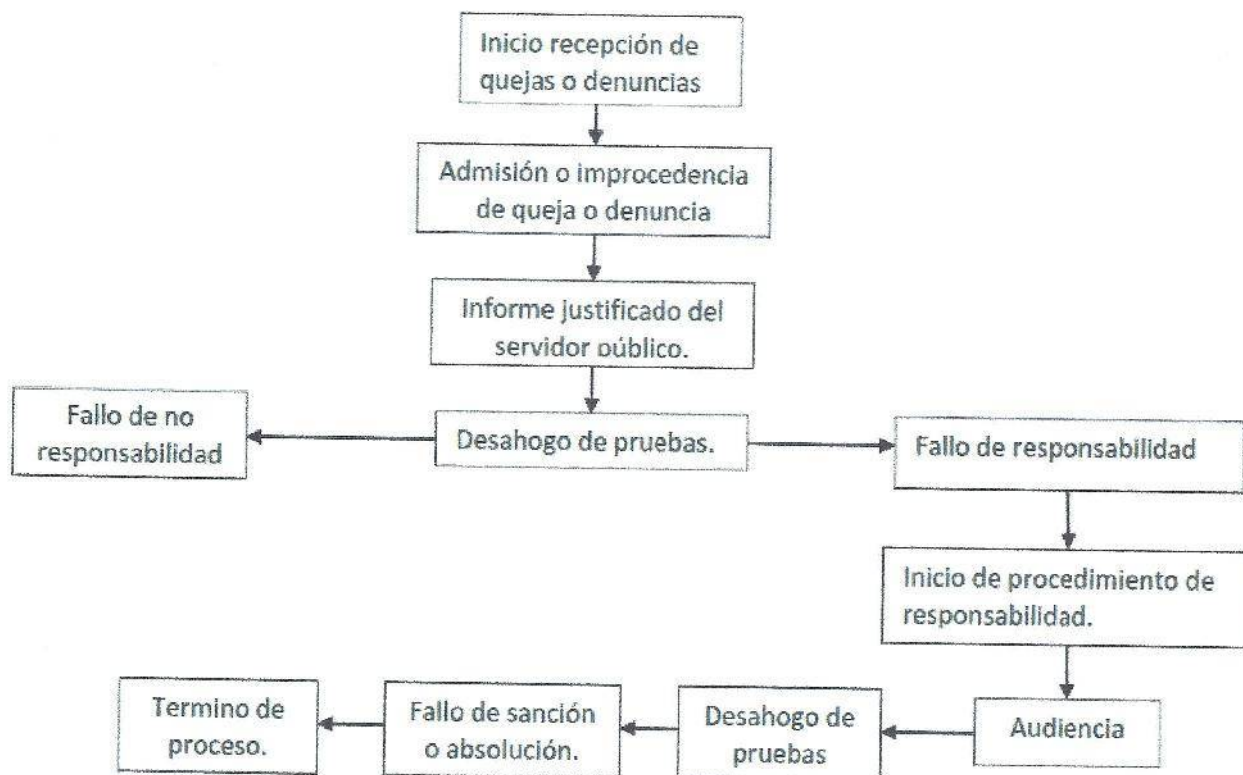 Inicio recepción de
quejas o denuncias
Admisión o improcedencia
de queja o denuncia
Informe justificado del
servidor público.
Fallo de no
responsabilidad
Desahogo de pruebas.
Fallo de responsabilidad
Inicio de procedimiento de
responsabilidad.
Termino de
proceso.
Fallo de sanción
o absolución.
Desahogo de
pruebas
Audiencia